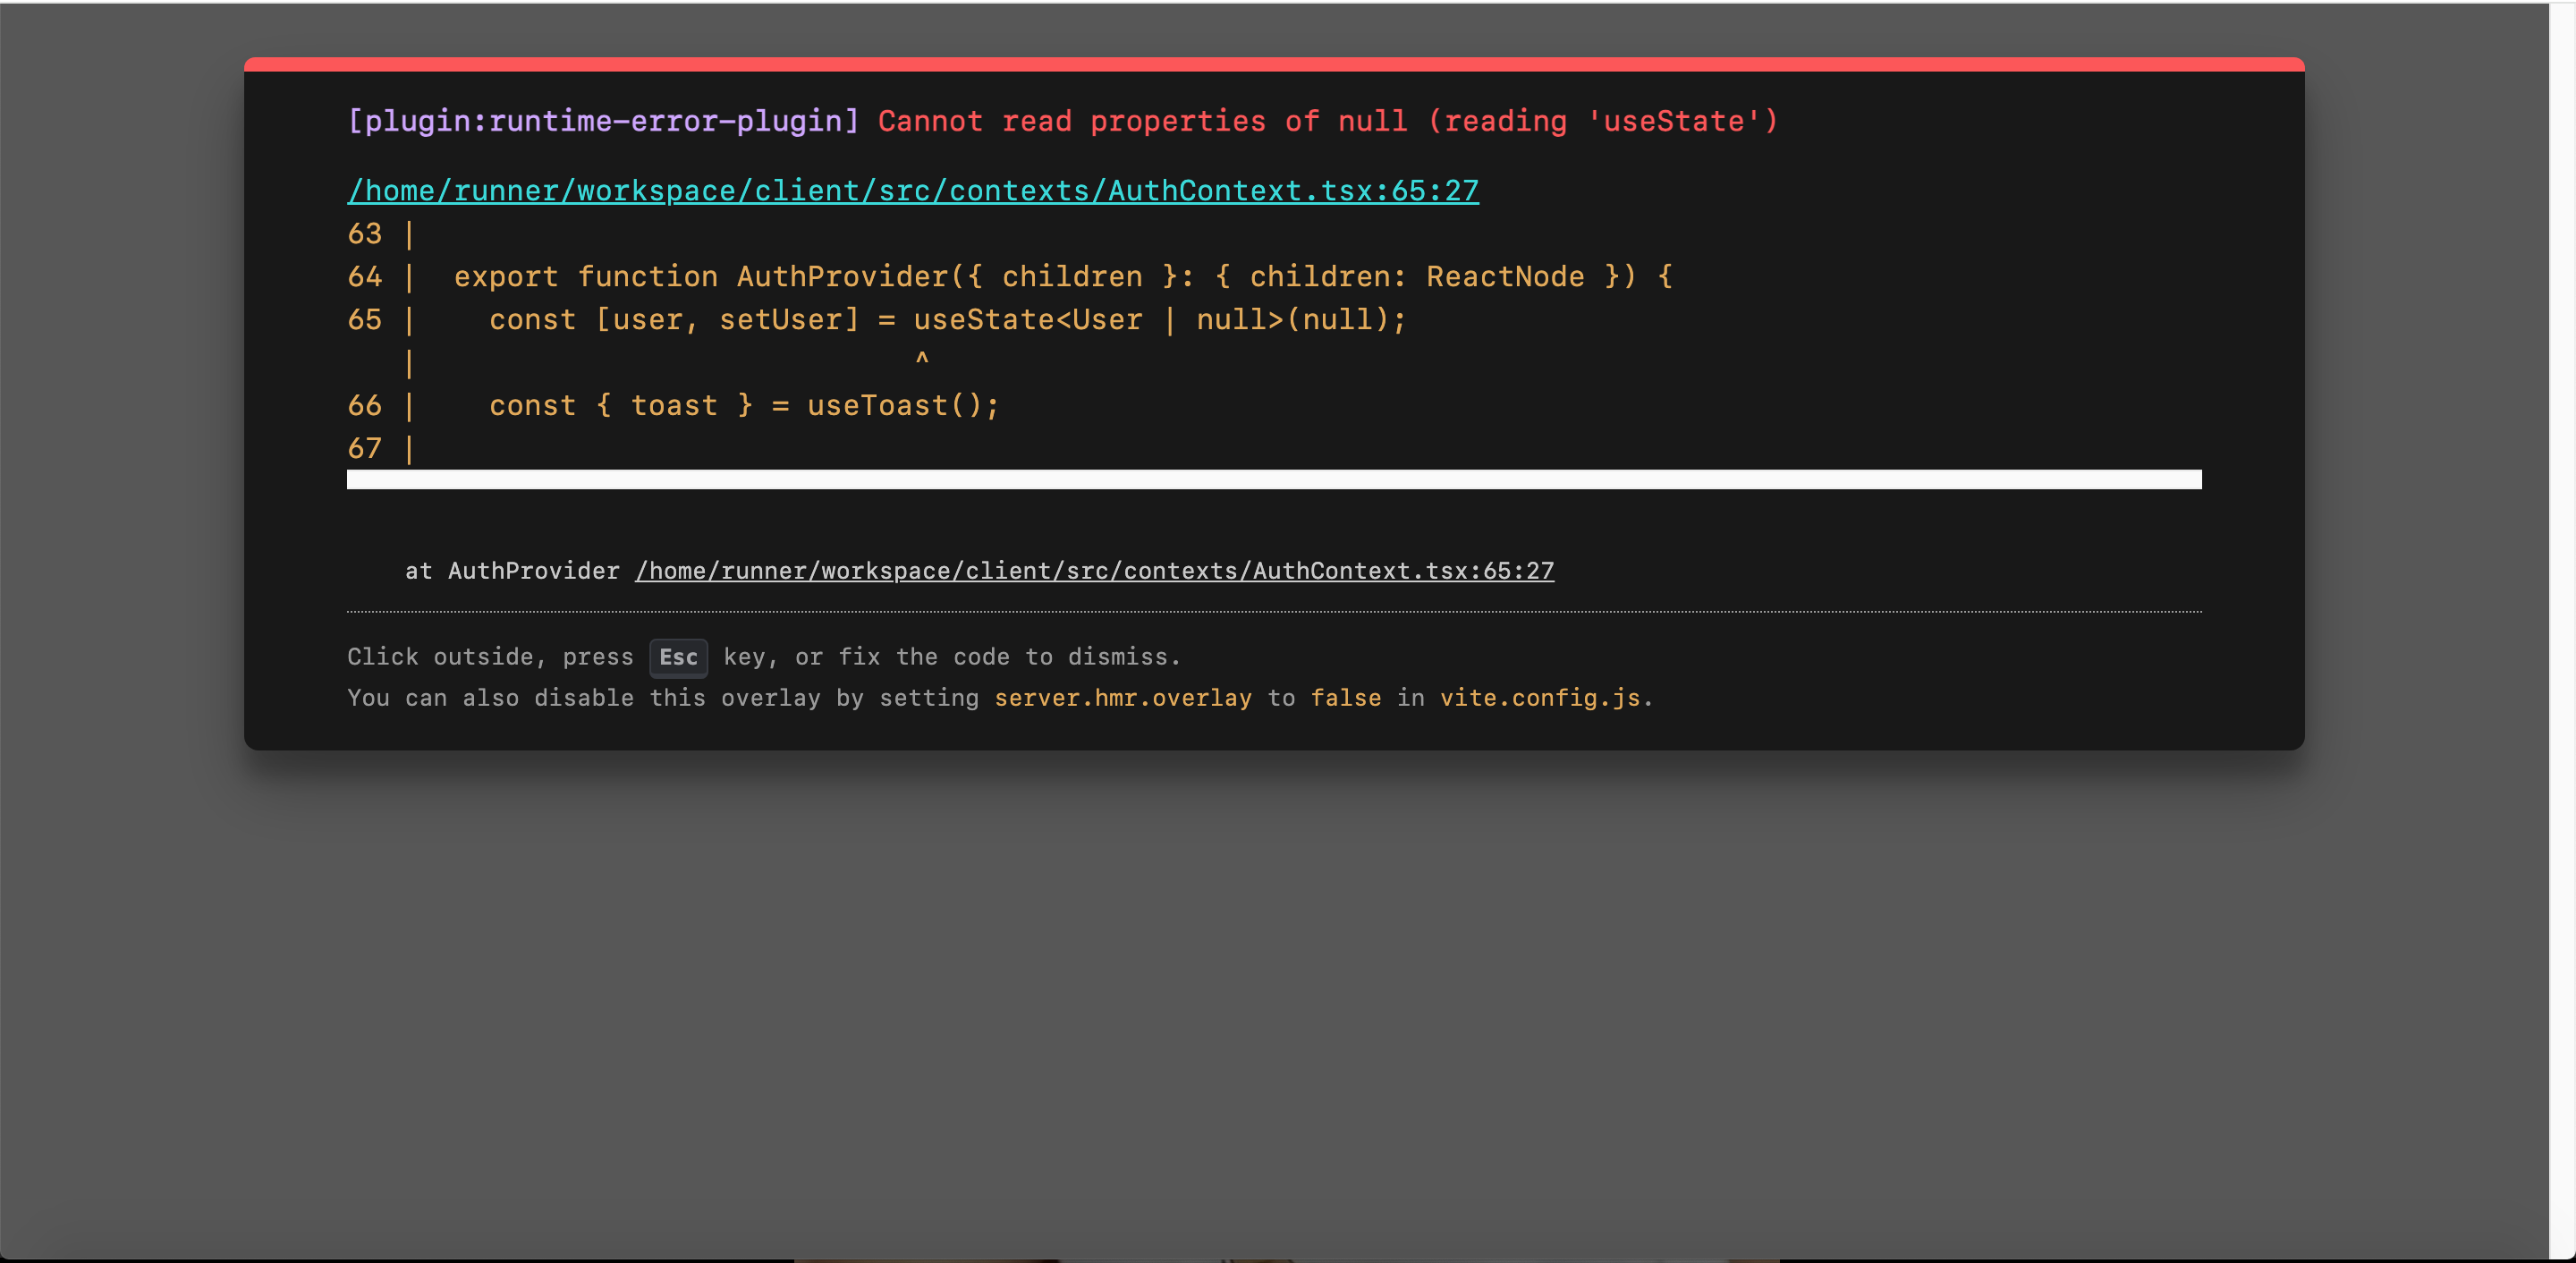 [plugin:runtime-error-plugin] Cannot read properties of null (reading 'useState')
/home/runner/workspace/client/src/contexts/AuthContext.tsx:65:27
63 |
64 |  export function AuthProvider({ children }: { children: ReactNode }) {
65 |    const [user, setUser] = useState<User | null>(null);
   |                            ^
66 |    const { toast } = useToast();
67 |
at AuthProvider /home/runner/workspace/client/src/contexts/AuthContext.tsx:65:27
Click outside, press Esc key, or fix the code to dismiss.
You can also disable this overlay by setting server.hmr.overlay to false in vite.config.js.